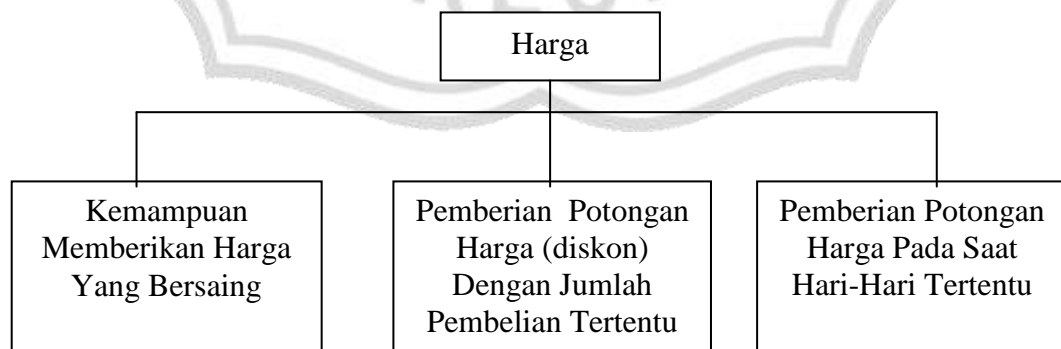 Harga
Kemampuan
Memberikan Harga
Yang Bersaing
Pemberian Potongan
Harga (diskon)
Dengan Jumlah
Pembelian Tertentu
Pemberian Potongan
Harga Pada Saat
Hari-Hari Tertentu